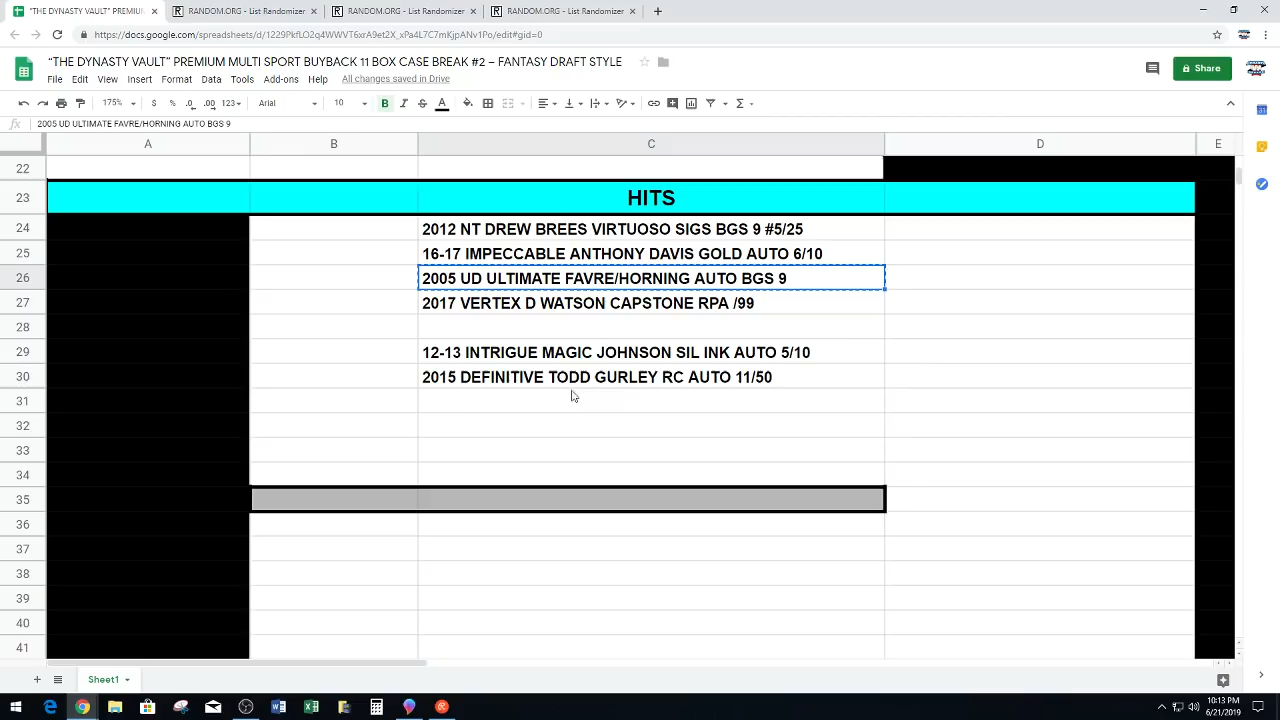 "THE DYNASTY VAULT" PREMIUM
RANDOM.ORG - List Randomizer
RANDOM.ORG - List Randomizer
RANDOM.ORG - List Randomizer
https://docs.google.com/spreadsheets/d/1229PkfLO2q4WWVT6xrA9et2X_xPa4L7C7mKjpANv1Po/edit#gid=0
“THE DYNASTY VAULT” PREMIUM MULTI SPORT BUYBACK 11 BOX CASE BREAK #2 – FANTASY DRAFT STYLE
Share
File Edit View Insert Format Data Tools Add-ons Help All changes saved in Drive
175% $ % .0 .00 123 Arial 10 B I S A
fx 2005 UD ULTIMATE FAVRE/HORNING AUTO BGS 9
A B C D E
22
23 HITS
24 2012 NT DREW BREES VIRTUOSO SIGS BGS 9 #5/25
25 16-17 IMPECCABLE ANTHONY DAVIS GOLD AUTO 6/10
26 2005 UD ULTIMATE FAVRE/HORNING AUTO BGS 9
27 2017 VERTEX D WATSON CAPSTONE RPA /99
28
29 12-13 INTRIGUE MAGIC JOHNSON SIL INK AUTO 5/10
30 2015 DEFINITIVE TODD GURLEY RC AUTO 11/50
31
32
33
34
35
36
37
38
39
40
41
Sheet1
10:13 PM
6/21/2019